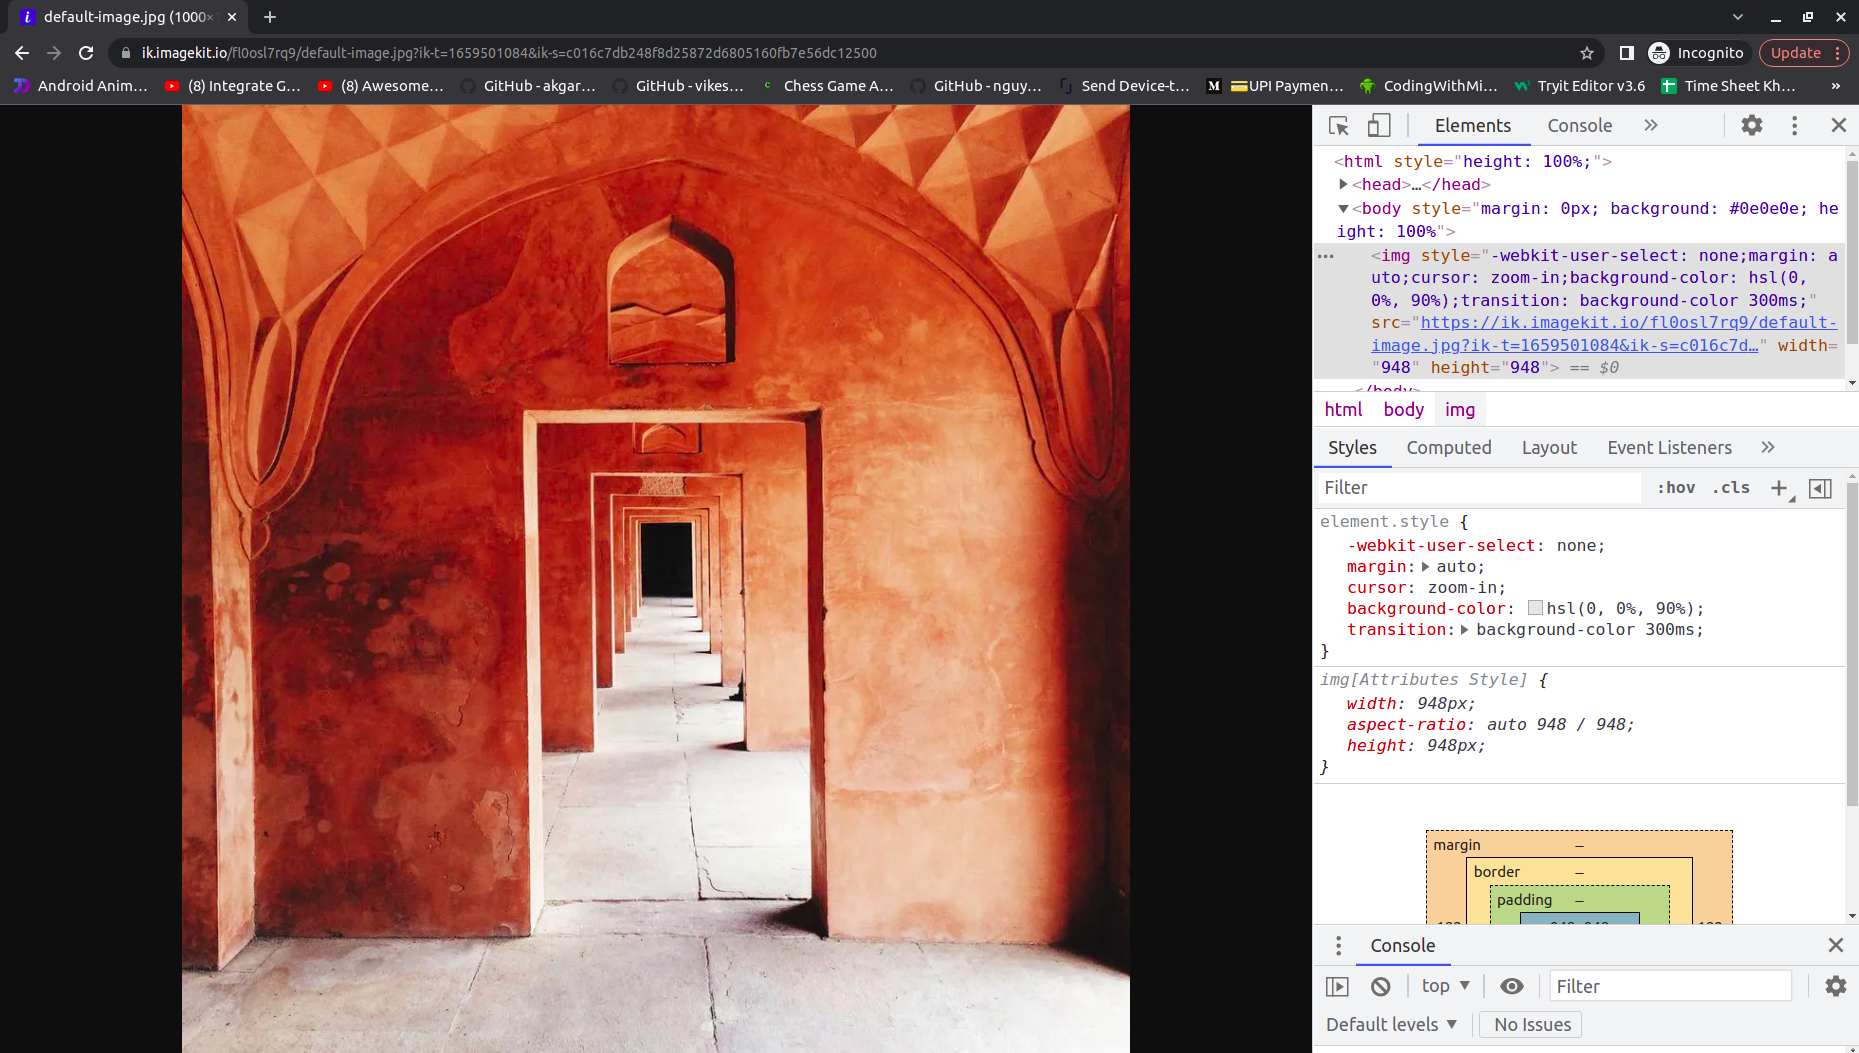 default-image.jpg (1000×
ik.imagekit.io/fl0osl7rq9/default-image.jpg?ik-t=1659501084&ik-s=c016c7db248f8d25872d6805160fb7e56dc12500
Incognito
Update
Android Anim…
(8) Integrate G…
(8) Awesome…
GitHub - akgar…
GitHub - vikes…
Chess Game A…
GitHub - nguy…
Send Device-t…
UPI Paymen…
CodingWithMi…
Tryit Editor v3.6
Time Sheet Kh…
»
Elements Console »
<html style="height: 100%;">
<head>…</head>
<body style="margin: 0px; background: #0e0e0e; he
ight: 100%">
<img style="-webkit-user-select: none;margin: a
uto;cursor: zoom-in;background-color: hsl(0,
0%, 90%);transition: background-color 300ms;"
src="https://ik.imagekit.io/fl0osl7rq9/default-
image.jpg?ik-t=1659501084&ik-s=c016c7d…" width=
"948" height="948"> == $0
</body>
html body img
Styles Computed Layout Event Listeners »
Filter :hov .cls +
element.style {
-webkit-user-select: none;
margin: auto;
cursor: zoom-in;
background-color: hsl(0, 0%, 90%);
transition: background-color 300ms;
}
img[Attributes Style] {
width: 948px;
aspect-ratio: auto 948 / 948;
height: 948px;
}
margin –
border –
padding –
Console
top Filter
Default levels No Issues